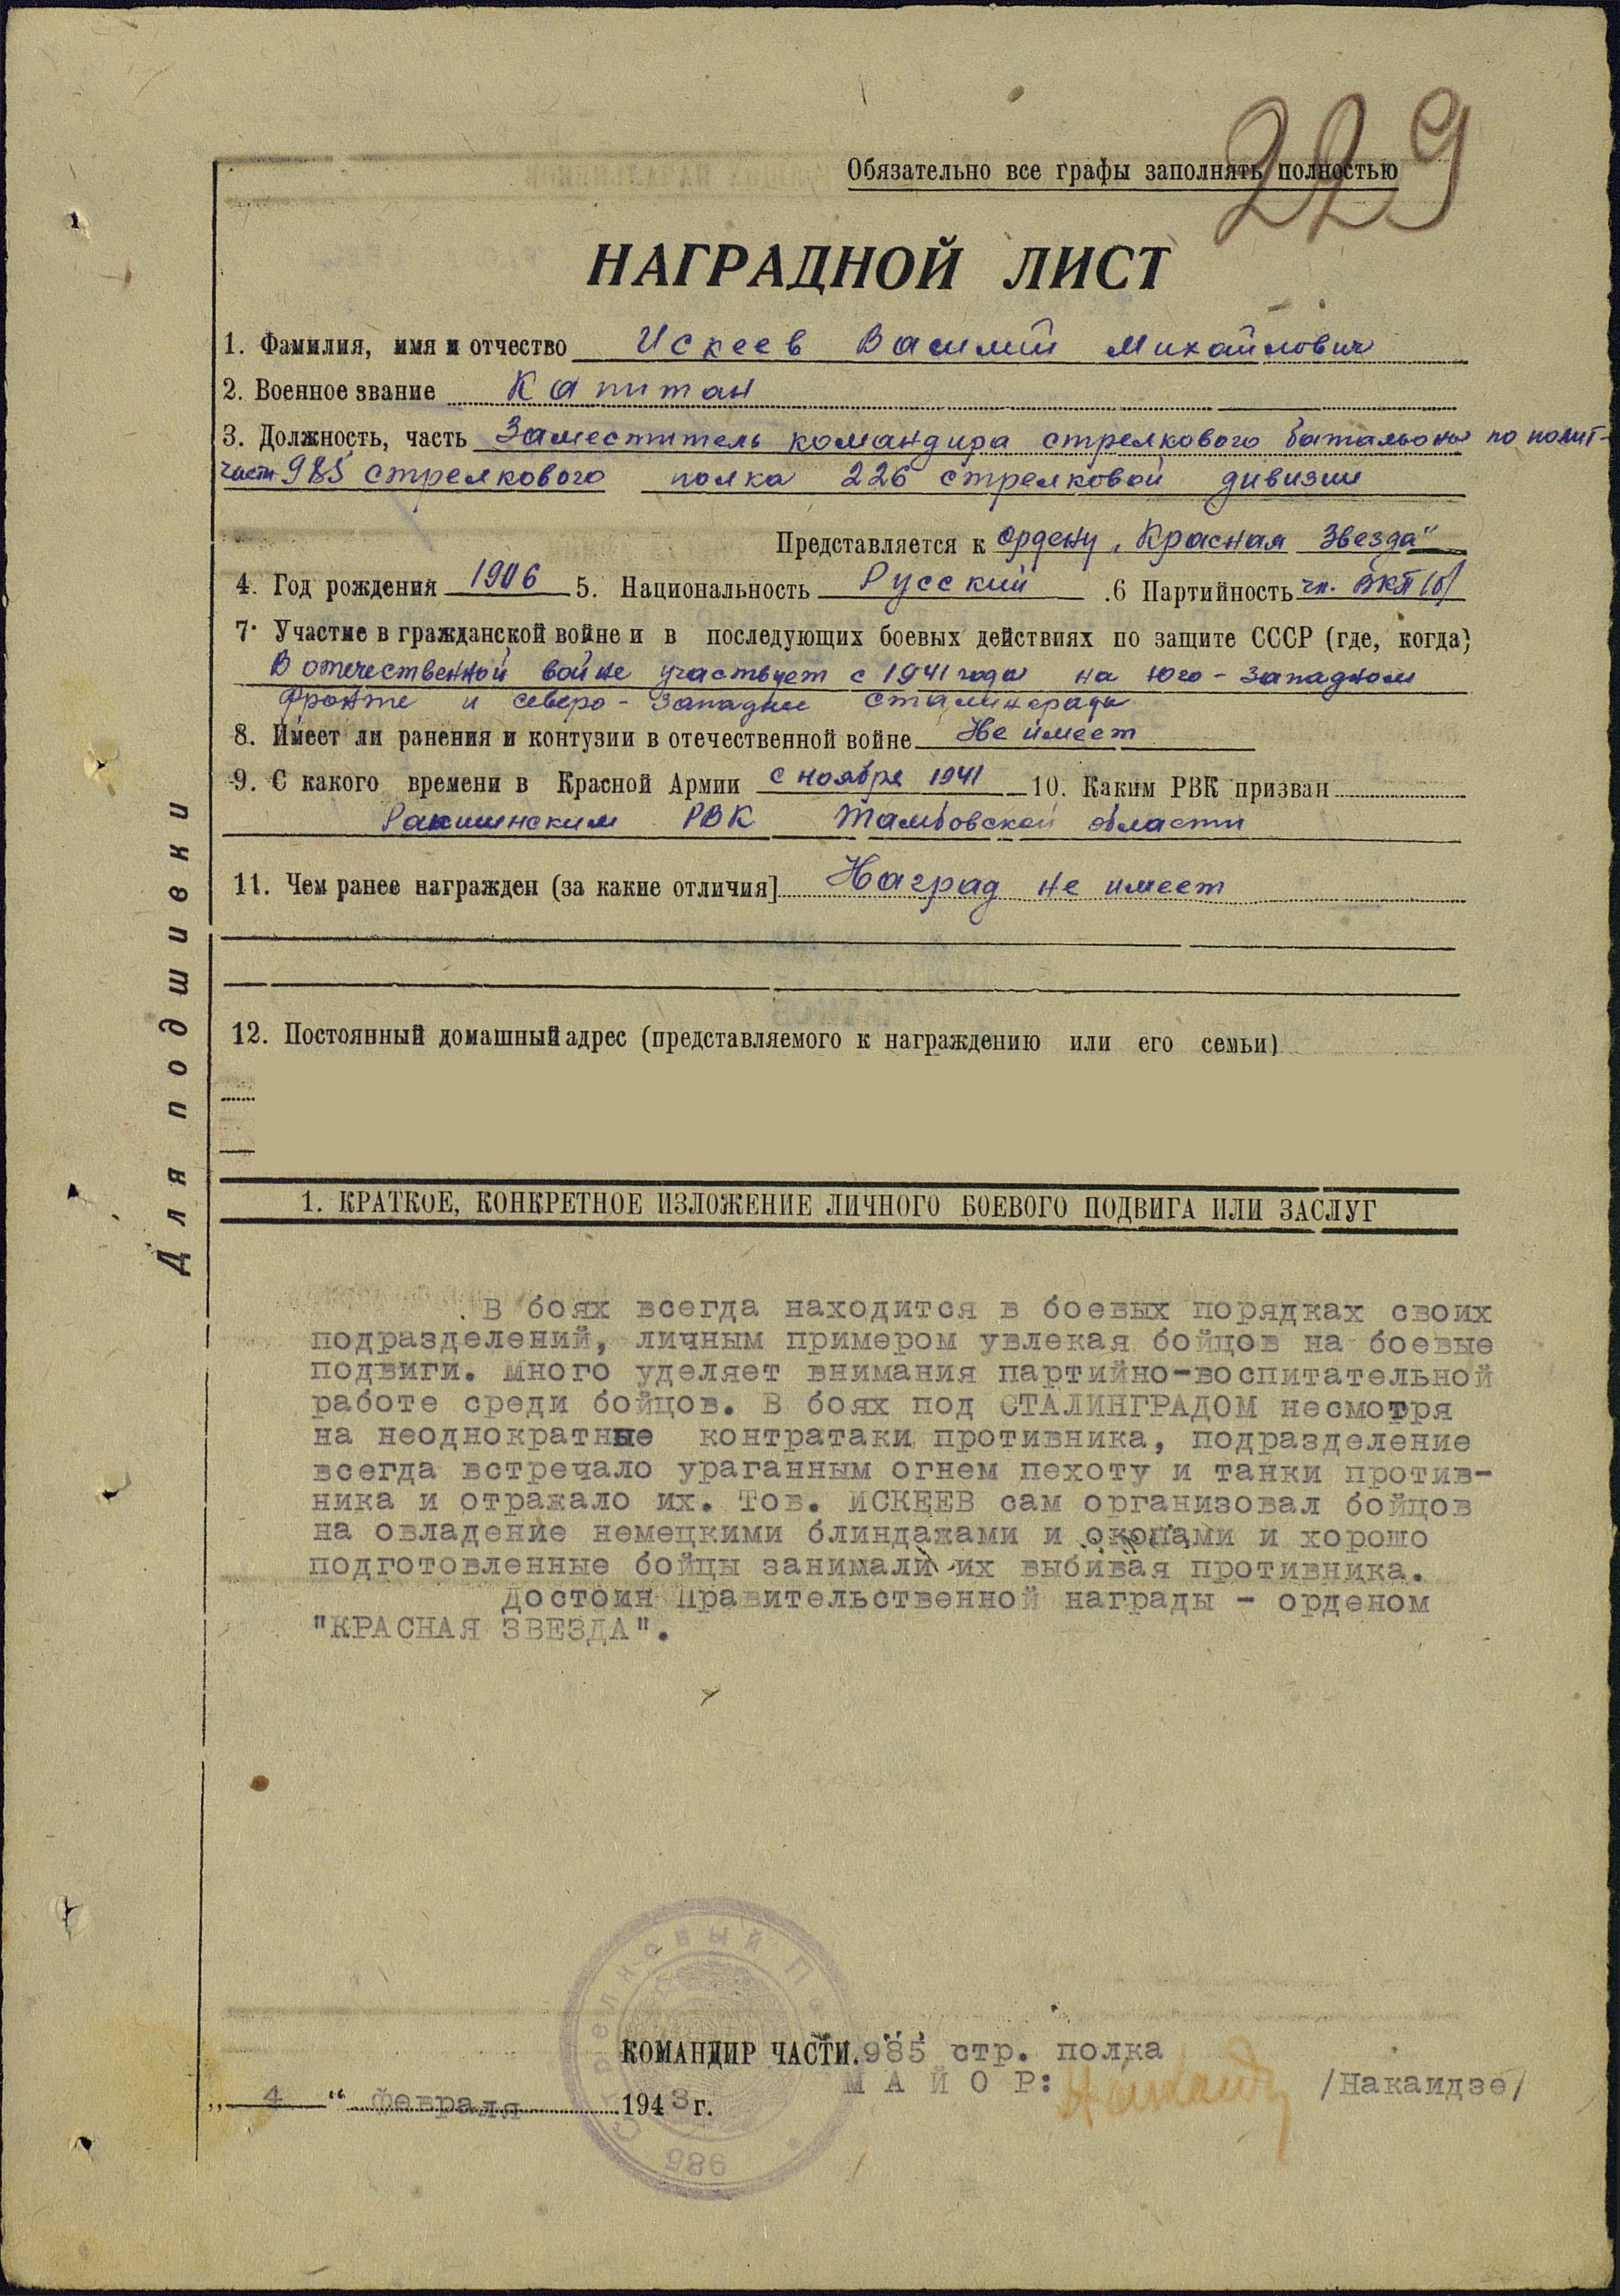 229
Обязательно все графы заполнять полностью
НАГРАДНОЙ ЛИСТ
1. Фамилия, имя и отчество Искеев Василий Михайлович
2. Военное звание Капитан
3. Должность, часть Заместитель командира стрелкового батальона по полит-
части 985 стрелкового полка 226 стрелковой дивизии
Представляется к ордену „Красная Звезда"
4. Год рождения 1906 5. Национальность Русский .6 Партийность чл. ВКП(б)
7. Участие в гражданской войне и в последующих боевых действиях по защите СССР (где, когда)
В отечественной войне участвует с 1941 года на Юго-Западном
фронте и северо-западнее Сталинграда
8. Имеет ли ранения и контузии в отечественной войне Не имеет
9. С какого времени в Красной Армии с ноября 1941 10. Каким РВК призван
Ракшинским РВК Тамбовской области
11. Чем ранее награжден (за какие отличия] Наград не имеет
12. Постоянный домашный адрес (представляемого к награждению или его семьи)
Для подшивки
1. КРАТКОЕ, КОНКРЕТНОЕ ИЗЛОЖЕНИЕ ЛИЧНОГО БОЕВОГО ПОДВИГА ИЛИ ЗАСЛУГ
В боях всегда находится в боевых порядках своих
подразделений, личным примером увлекая бойцов на боевые
подвиги. Много уделяет внимания партийно-воспитательной
работе среди бойцов. В боях под СТАЛИНГРАДОМ несмотря
на неоднократные контратаки противника, подразделение
всегда встречало ураганным огнем пехоту и танки против-
ника и отражало их. Тов. ИСКЕЕВ сам организовал бойцов
на овладение немецкими блиндажами и окопами и хорошо
подготовленные бойцы занимали их выбивая противника.
Достоин Правительственной награды - орденом
"КРАСНАЯ ЗВЕЗДА".
КОМАНДИР ЧАСТИ. 985 стр. полка
МАЙОР: /Накаидзе/
„ 4 " февраля 1943 г.
Стрелковый
986